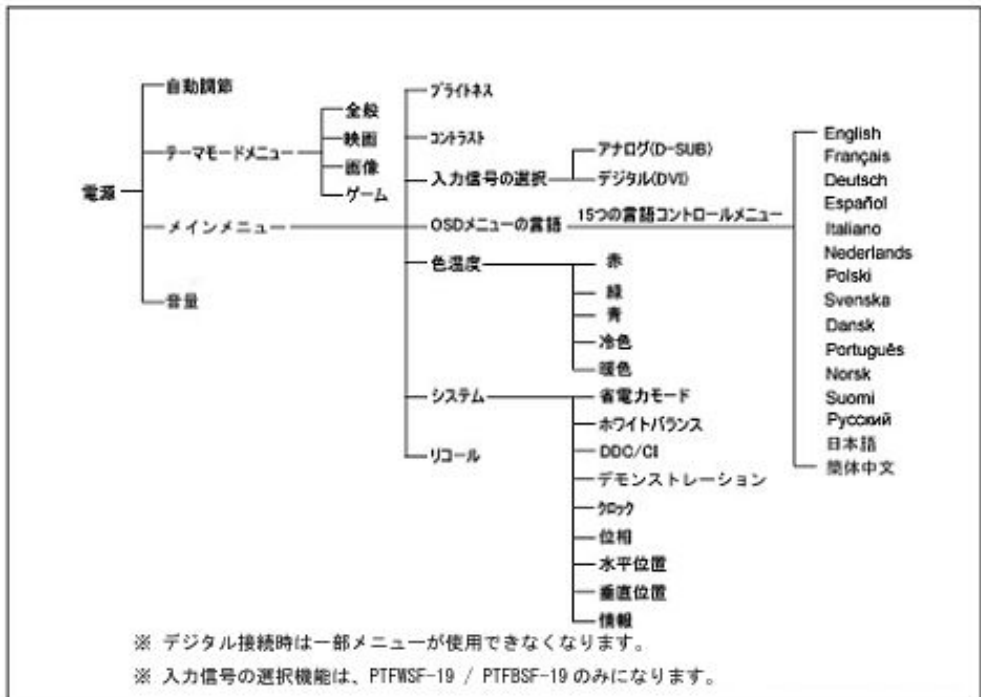 電源
自動調節
テーマモードメニュー
全般
映画
画像
ゲーム
メインメニュー
ブライトネス
コントラスト
入力信号の選択
アナログ(D-SUB)
デジタル(DVI)
OSDメニューの言語
15つの言語コントロールメニュー
English
Français
Deutsch
Español
Italiano
Nederlands
Polski
Svenska
Dansk
Português
Norsk
Suomi
Русский
日本語
簡体中文
色温度
赤
緑
青
冷色
暖色
システム
省電力モード
ホワイトバランス
DDC/CI
デモンストレーション
クロック
位相
水平位置
垂直位置
情報
リコール
音量
※ デジタル接続時は一部メニューが使用できなくなります。
※ 入力信号の選択機能は、PTFWSF-19 / PTFBSF-19 のみになります。